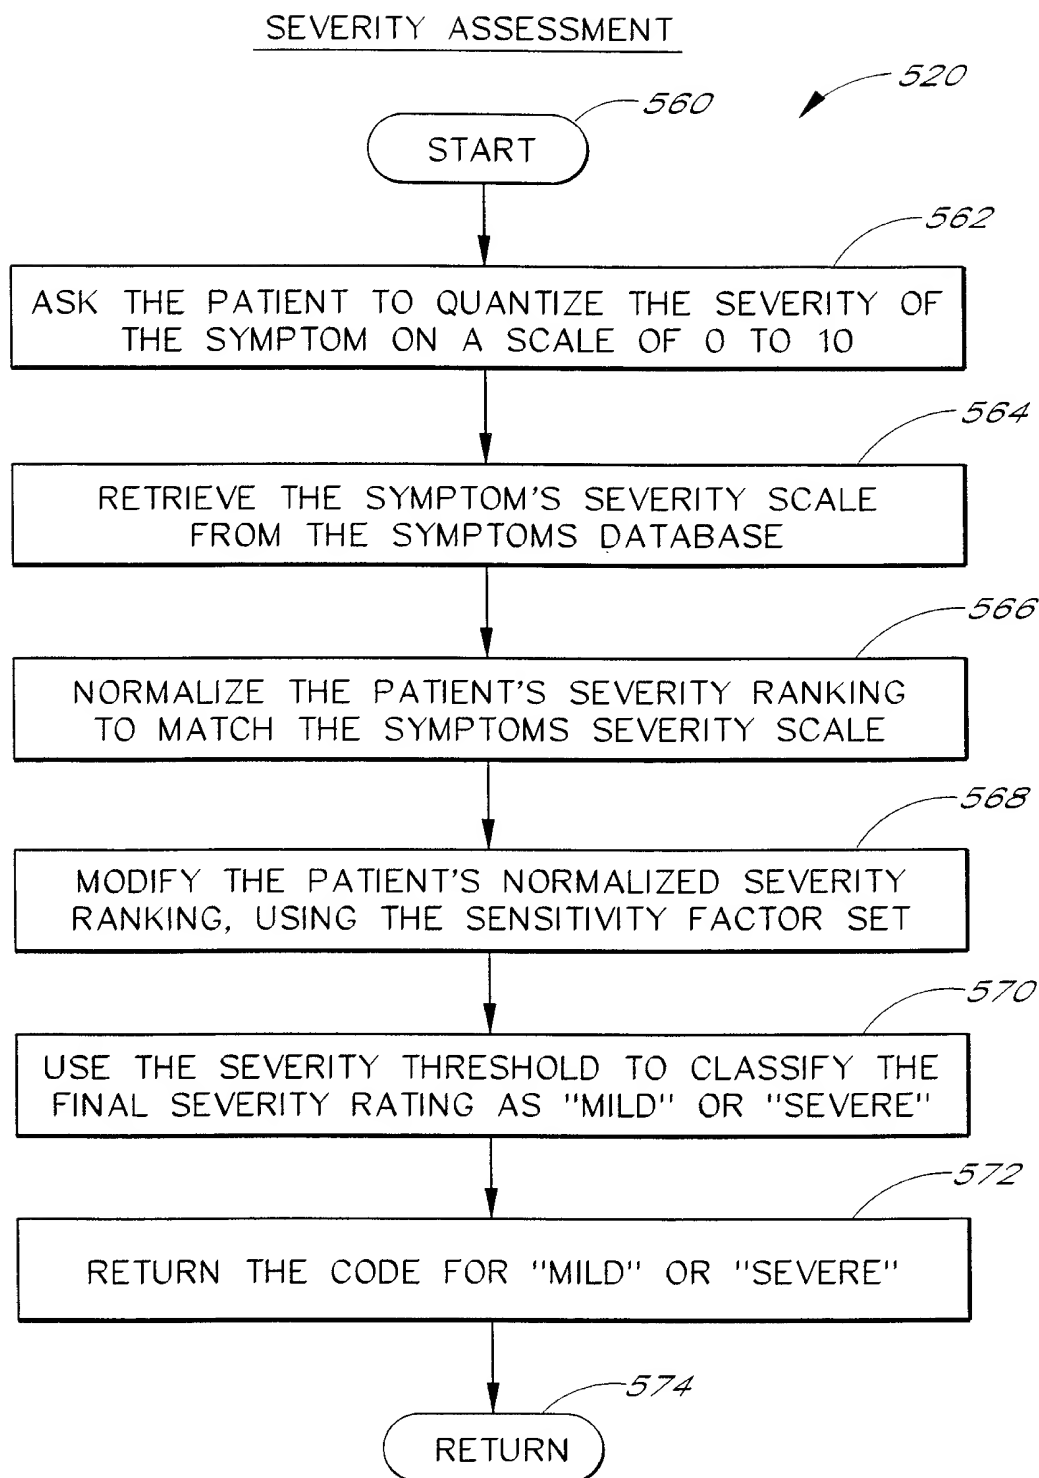 SEVERITY ASSESSMENT
520
560
START
562
ASK THE PATIENT TO QUANTIZE THE SEVERITY OF
THE SYMPTOM ON A SCALE OF 0 TO 10
564
RETRIEVE THE SYMPTOM'S SEVERITY SCALE
FROM THE SYMPTOMS DATABASE
566
NORMALIZE THE PATIENT'S SEVERITY RANKING
TO MATCH THE SYMPTOMS SEVERITY SCALE
568
MODIFY THE PATIENT'S NORMALIZED SEVERITY
RANKING, USING THE SENSITIVITY FACTOR SET
570
USE THE SEVERITY THRESHOLD TO CLASSIFY THE
FINAL SEVERITY RATING AS "MILD" OR "SEVERE"
572
RETURN THE CODE FOR "MILD" OR "SEVERE"
574
RETURN